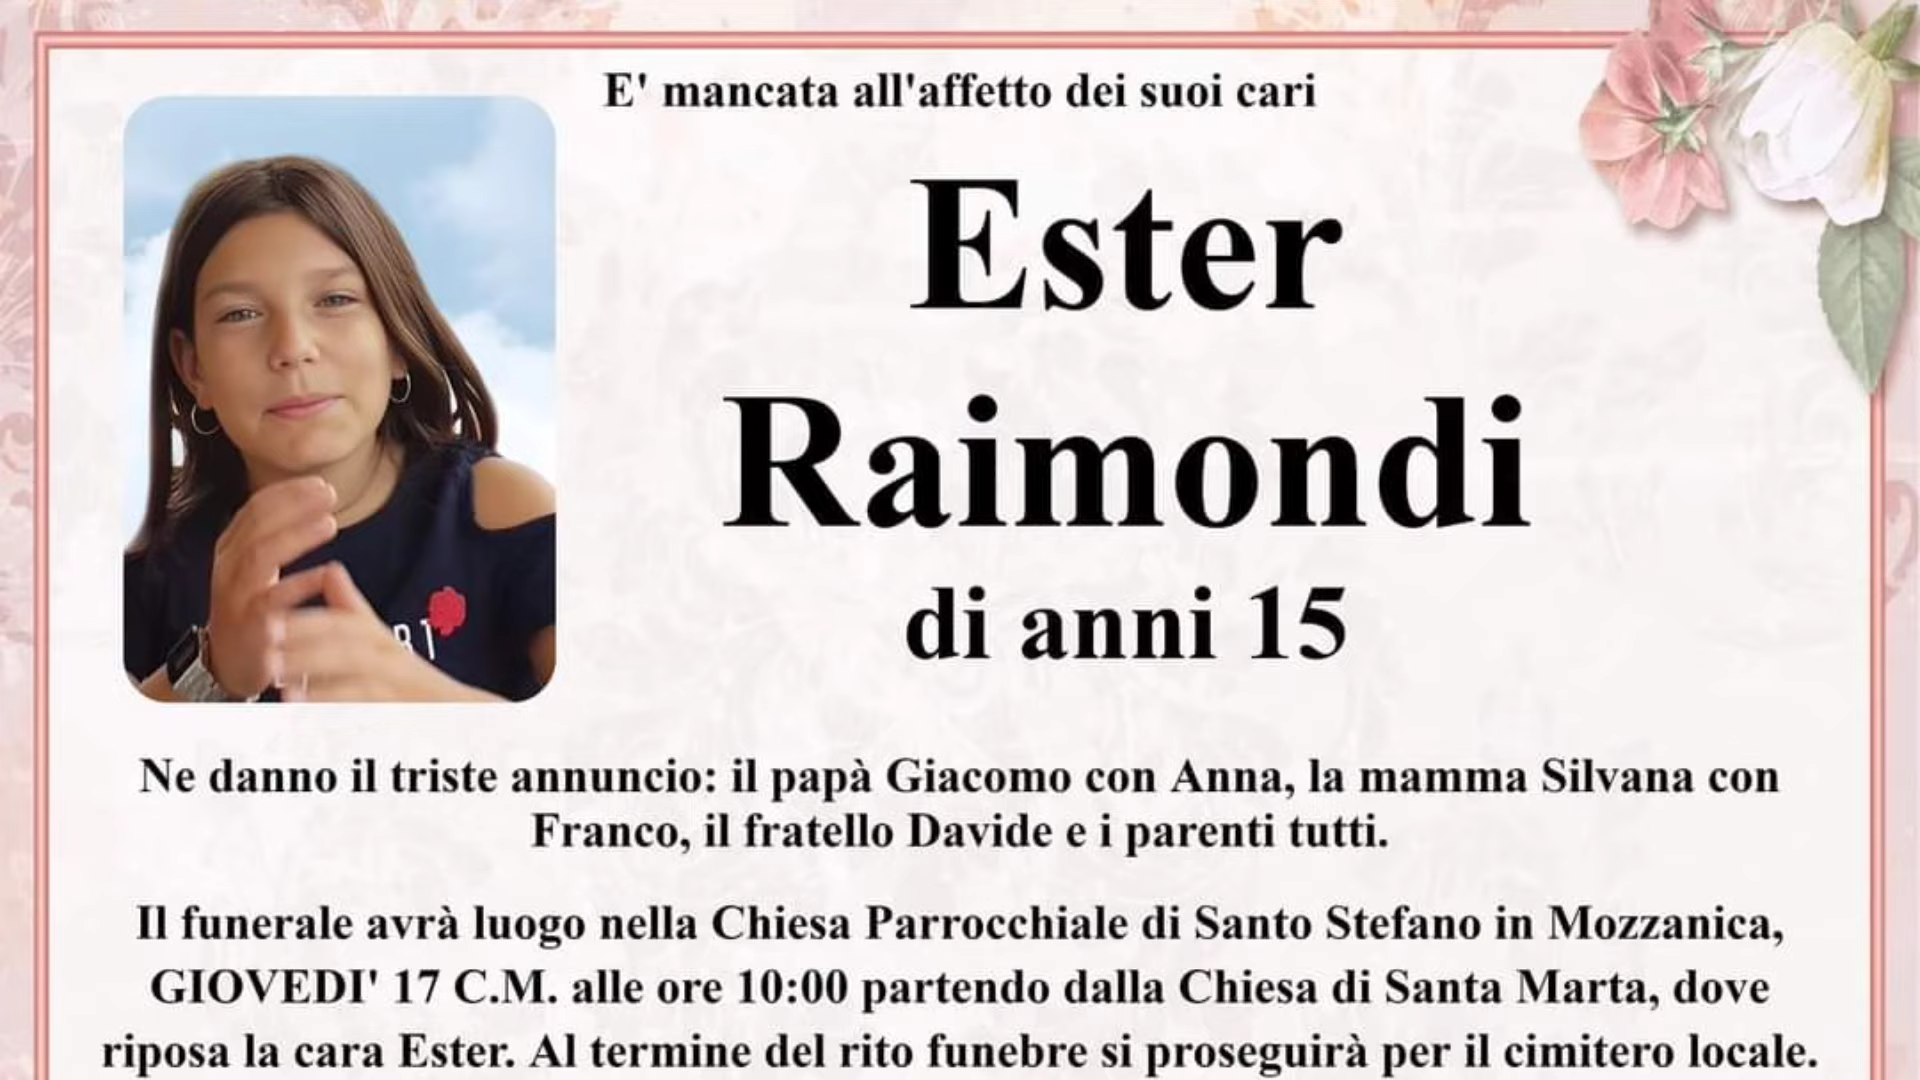 E' mancata all'affetto dei suoi cari
Ester
Raimondi
di anni 15
Ne danno il triste annuncio: il papà Giacomo con Anna, la mamma Silvana con
Franco, il fratello Davide e i parenti tutti.
Il funerale avrà luogo nella Chiesa Parrocchiale di Santo Stefano in Mozzanica,
GIOVEDI' 17 C.M. alle ore 10:00 partendo dalla Chiesa di Santa Marta, dove
riposa la cara Ester. Al termine del rito funebre si proseguirà per il cimitero locale.